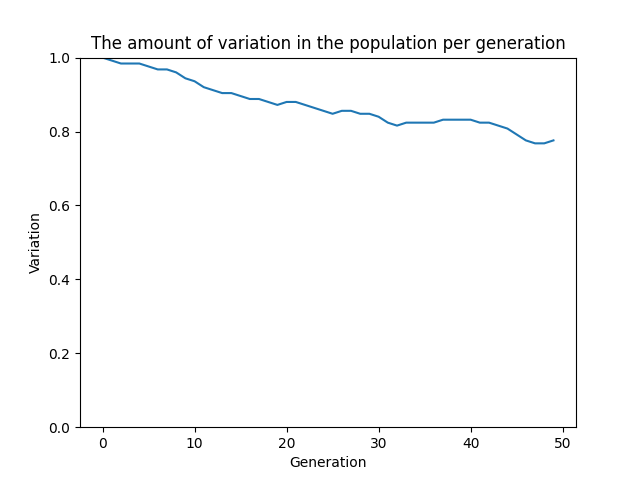 The amount of variation in the population per generation
1.0
0.8
0.6
0.4
0.2
0.0
Variation
0 10 20 30 40 50
Generation